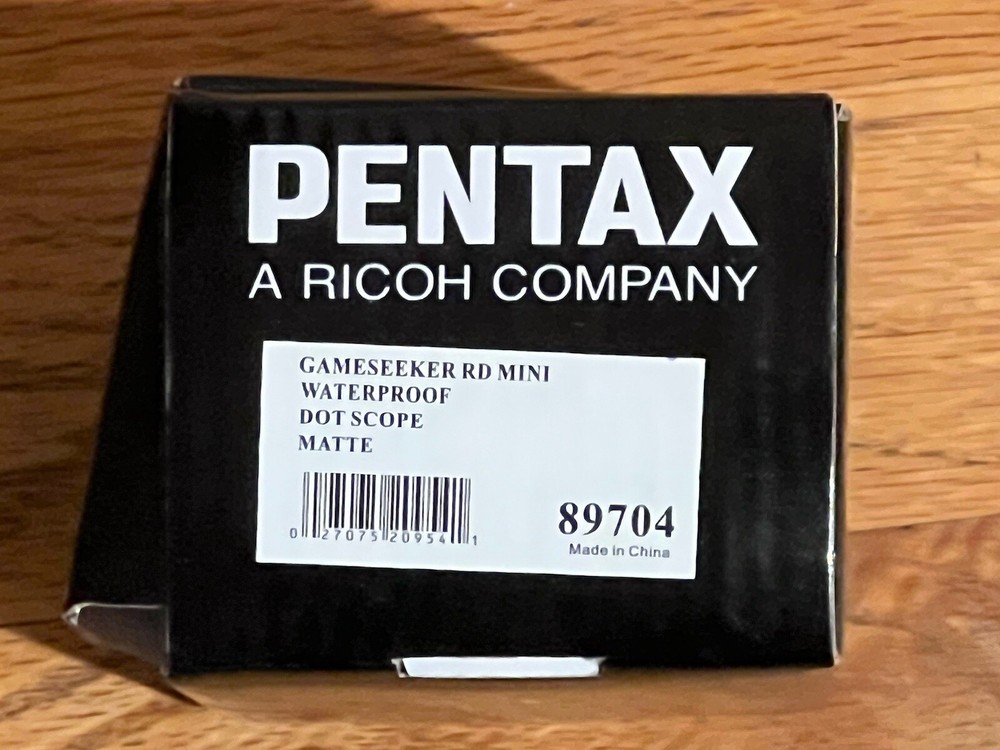 PENTAX
A RICOH COMPANY
GAMESEEKER RD MINI
WATERPROOF
DOT SCOPE
MATTE
0 27075 20954 1
89704
Made in China